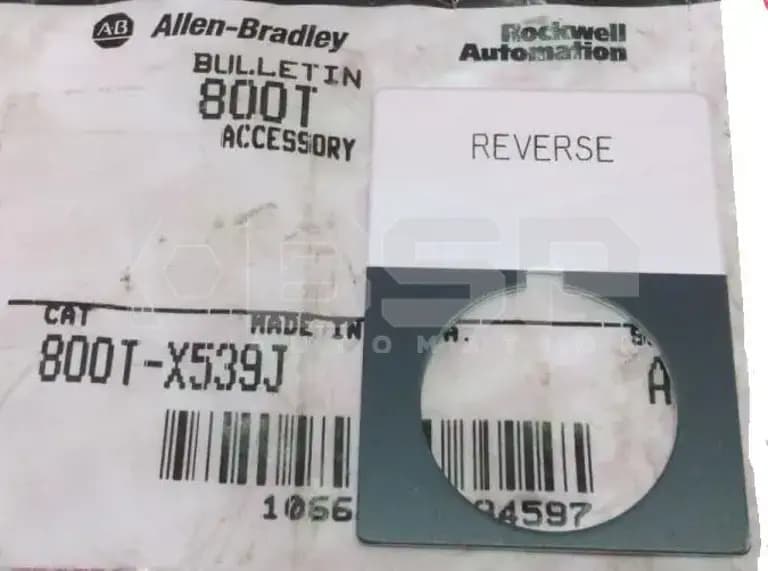 AB Allen-Bradley
Rockwell
Automation
BULLETIN
800T
ACCESSORY
REVERSE
CAT
MADE IN
A.
800T-X539J
A
1066
94597